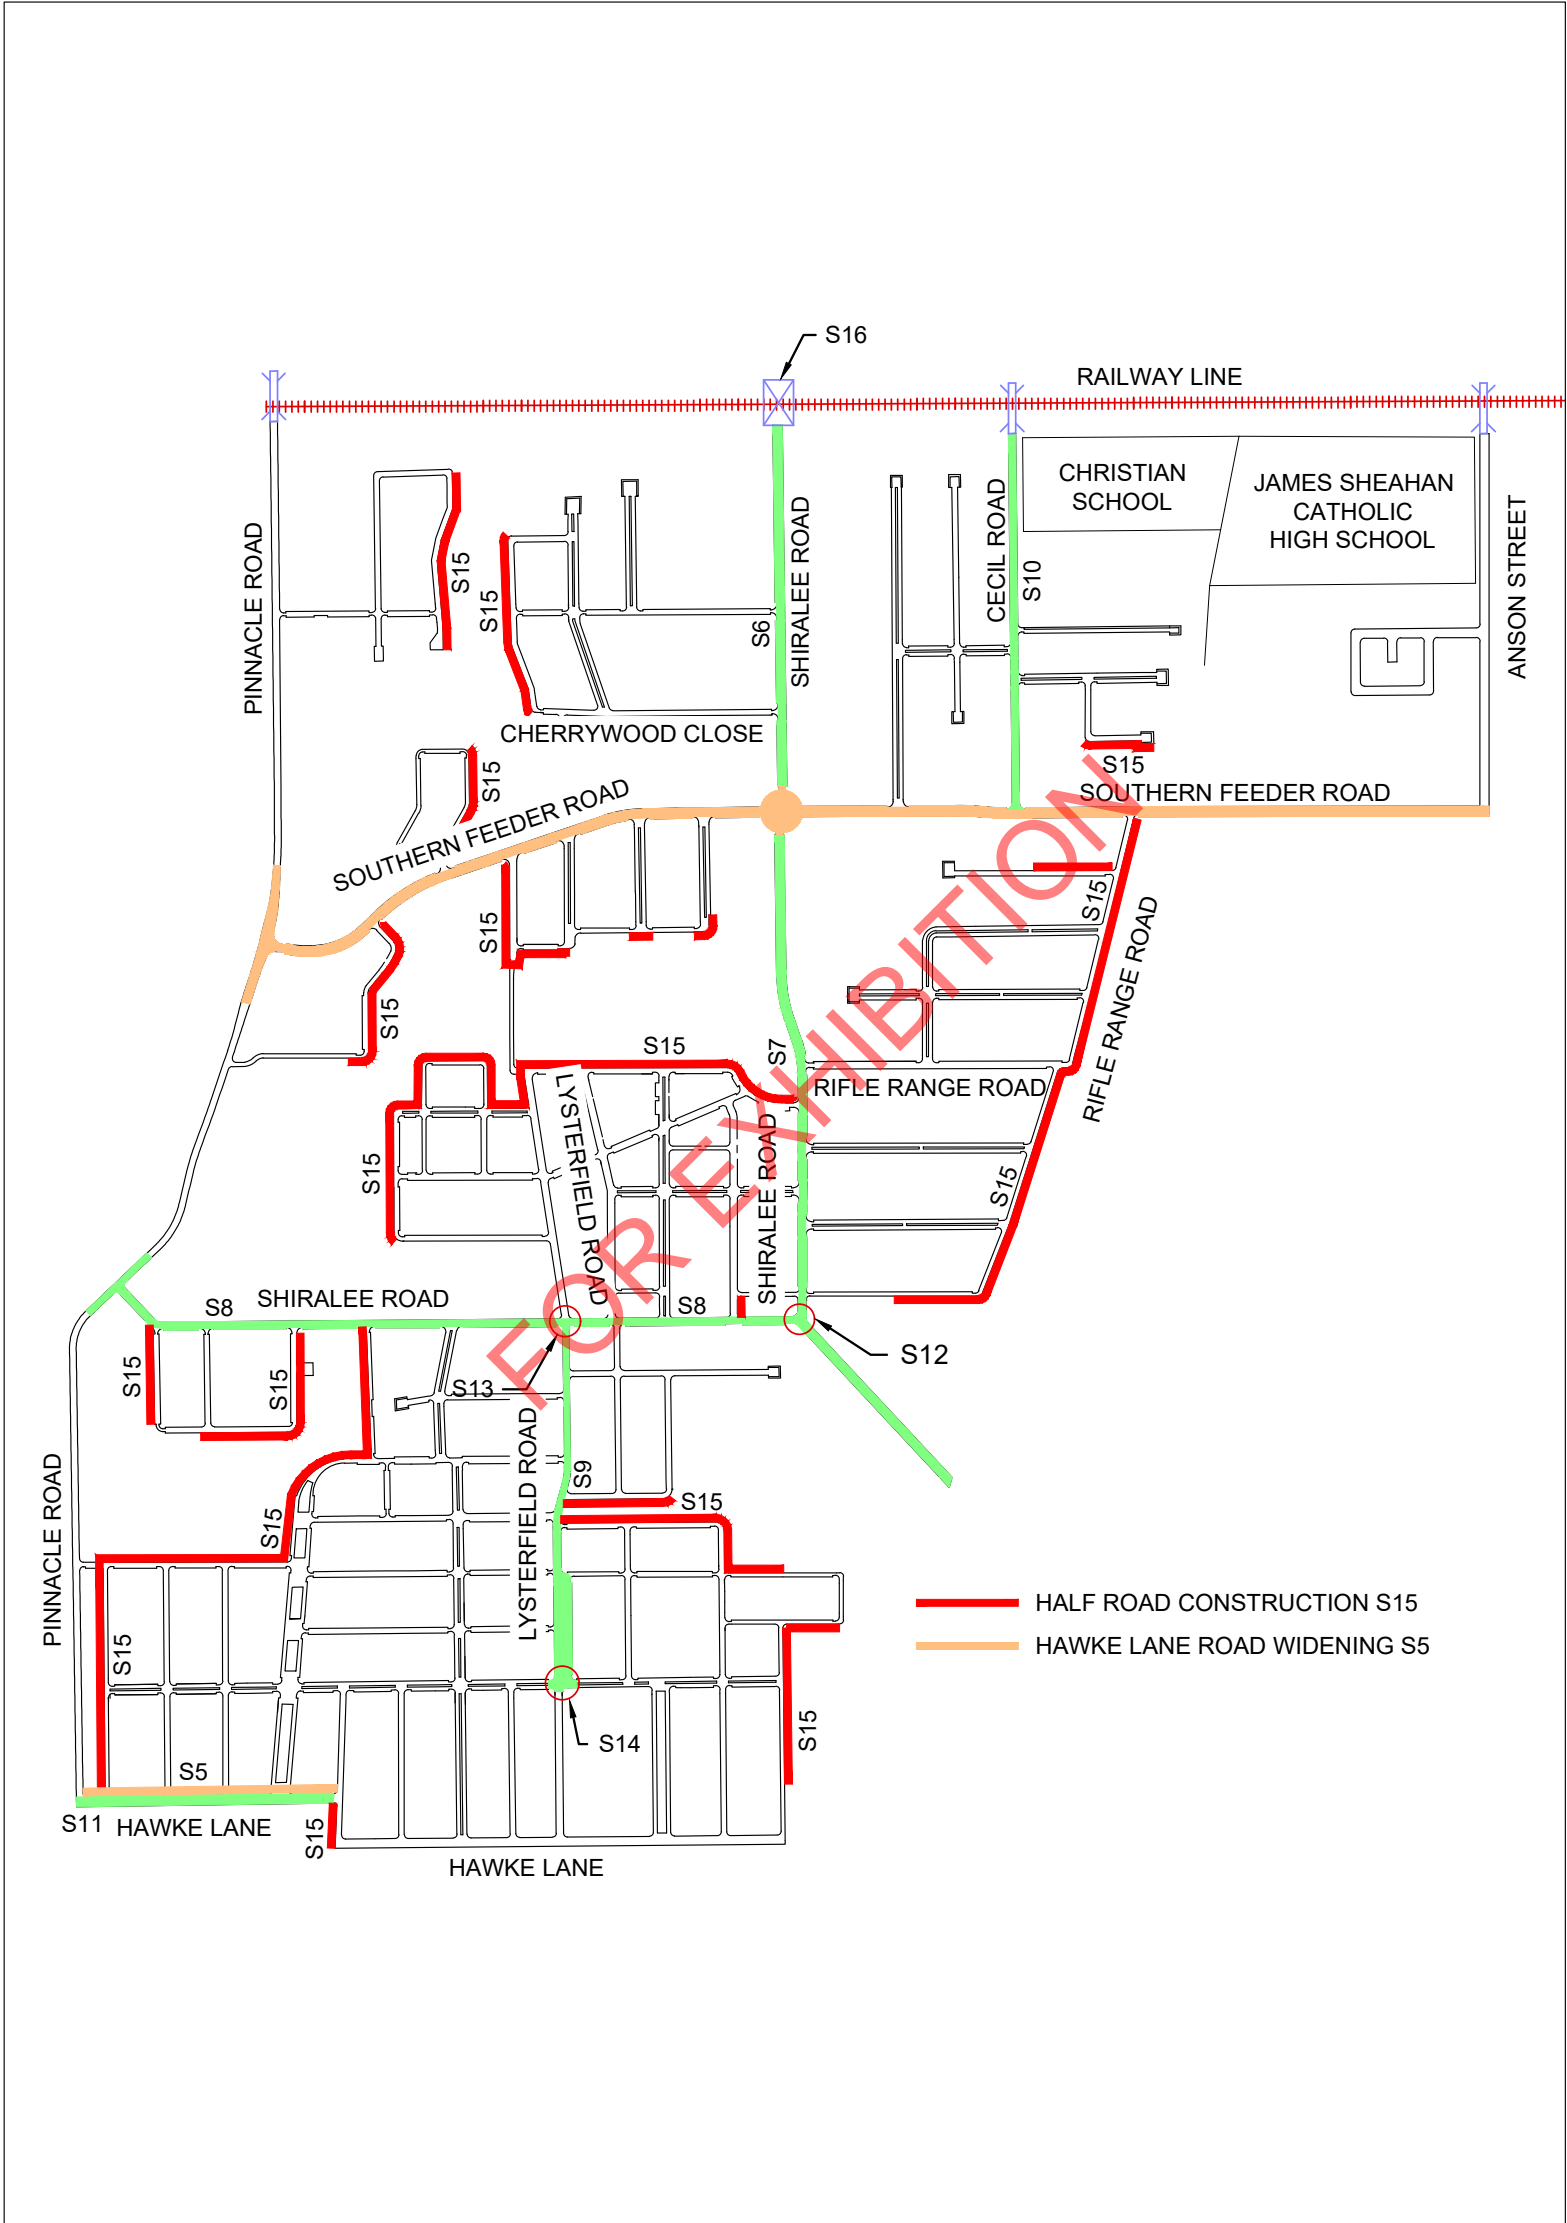 S16
RAILWAY LINE
CHRISTIAN
SCHOOL
JAMES SHEAHAN
CATHOLIC
HIGH SCHOOL
PINNACLE ROAD
S15
S15
S6
SHIRALEE ROAD
CECIL ROAD
S10
ANSON STREET
CHERRYWOOD CLOSE
S15
SOUTHERN FEEDER ROAD
S15
SOUTHERN FEEDER ROAD
S15
S15
RIFLE RANGE ROAD
S15
S15
S7
RIFLE RANGE ROAD
LYSTERFIELD ROAD
SHIRALEE ROAD
S15
S15
FOR EXHIBITION
S8
SHIRALEE ROAD
S8
S12
S13
S15
S15
LYSTERFIELD ROAD
S9
S15
S15
PINNACLE ROAD
HALF ROAD CONSTRUCTION S15
HAWKE LANE ROAD WIDENING S5
S15
S14
S15
S5
S11
HAWKE LANE
S15
HAWKE LANE